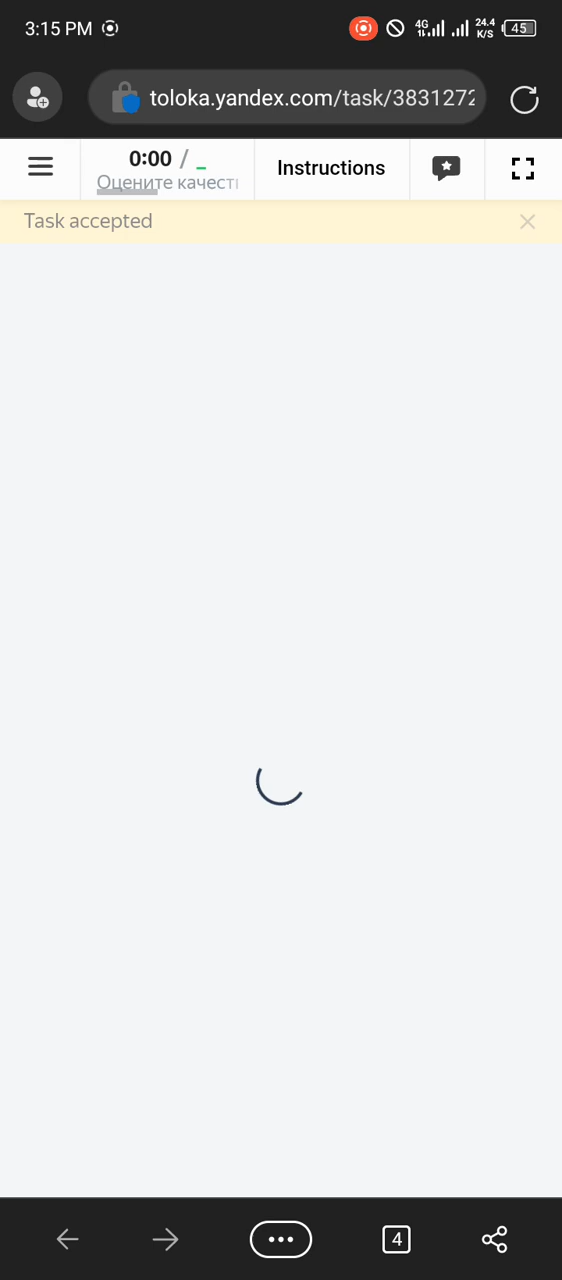 3:15 PM
4G
24.4
K/S
45
toloka.yandex.com/task/383127
0:00 / _
Оцените качест
Instructions
Task accepted
4